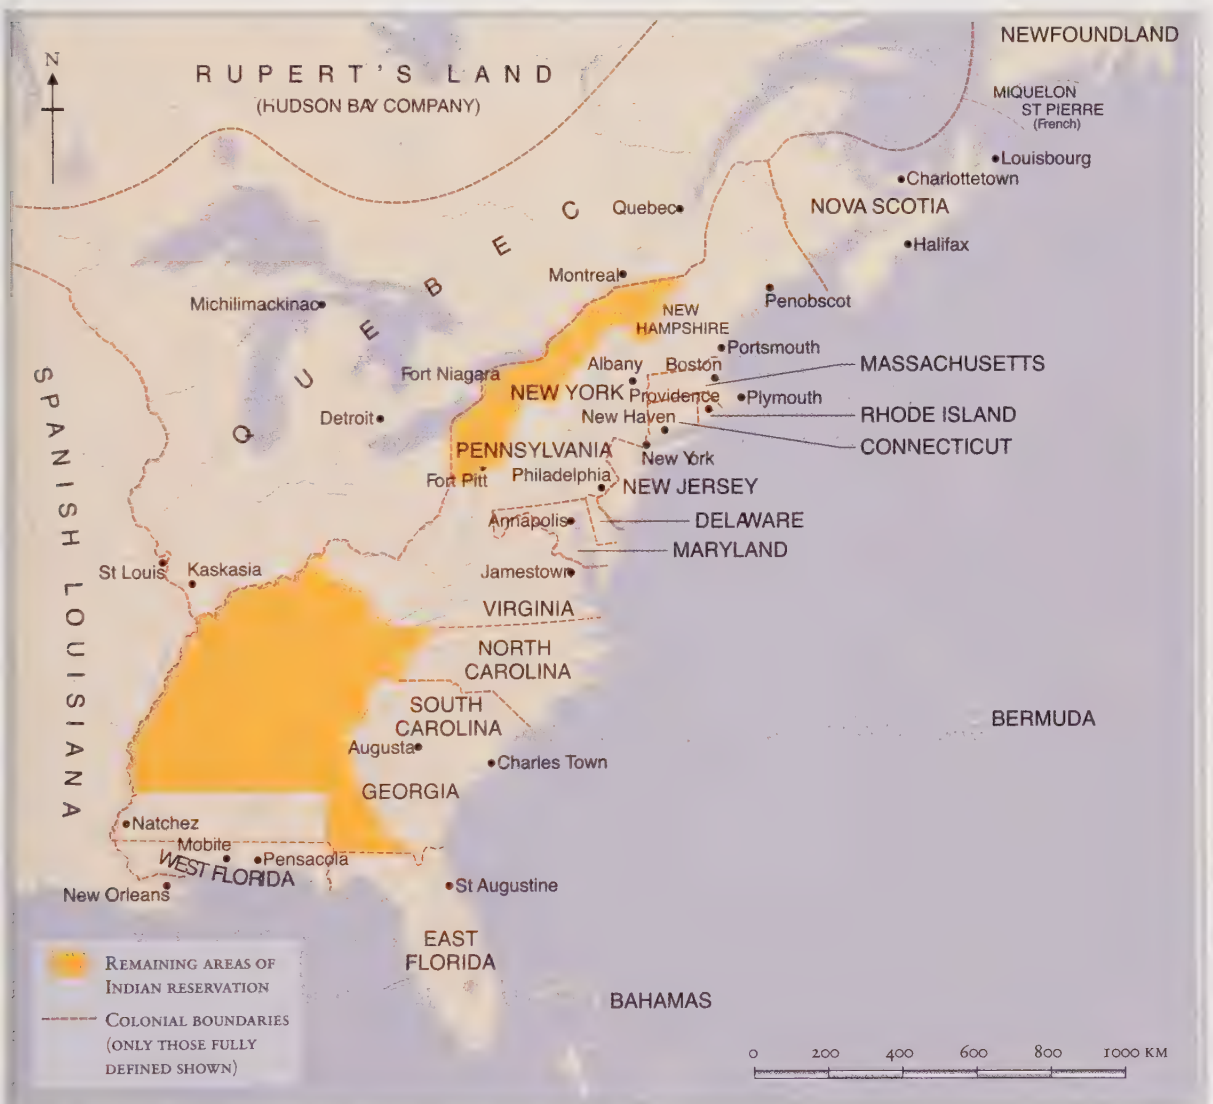 NEWFOUNDLAND
N
RUPERT'S LAND
(HUDSON BAY COMPANY)
MIQUELON
ST PIERRE
(French)
Louisbourg
Charlottetown
NOVA SCOTIA
Quebec
Halifax
QUEBEC
Montreal
Penobscot
Michilimackinac
NEW
HAMPSHIRE
Portsmouth
Albany
Boston
MASSACHUSETTS
Fort Niagara
NEW YORK
Providence
Plymouth
Detroit
New Haven
RHODE ISLAND
CONNECTICUT
PENNSYLVANIA
New York
Fort Pitt
Philadelphia
NEW JERSEY
SPANISH LOUISIANA
Annapolis
DELAWARE
MARYLAND
St Louis
Kaskasia
Jamestown
VIRGINIA
NORTH
CAROLINA
SOUTH
CAROLINA
BERMUDA
Augusta
Charles Town
GEORGIA
Natchez
Mobile
Pensacola
WEST FLORIDA
New Orleans
St Augustine
EAST
FLORIDA
BAHAMAS
REMAINING AREAS OF
INDIAN RESERVATION
COLONIAL BOUNDARIES
(ONLY THOSE FULLY
DEFINED SHOWN)
0 200 400 600 800 1000 KM